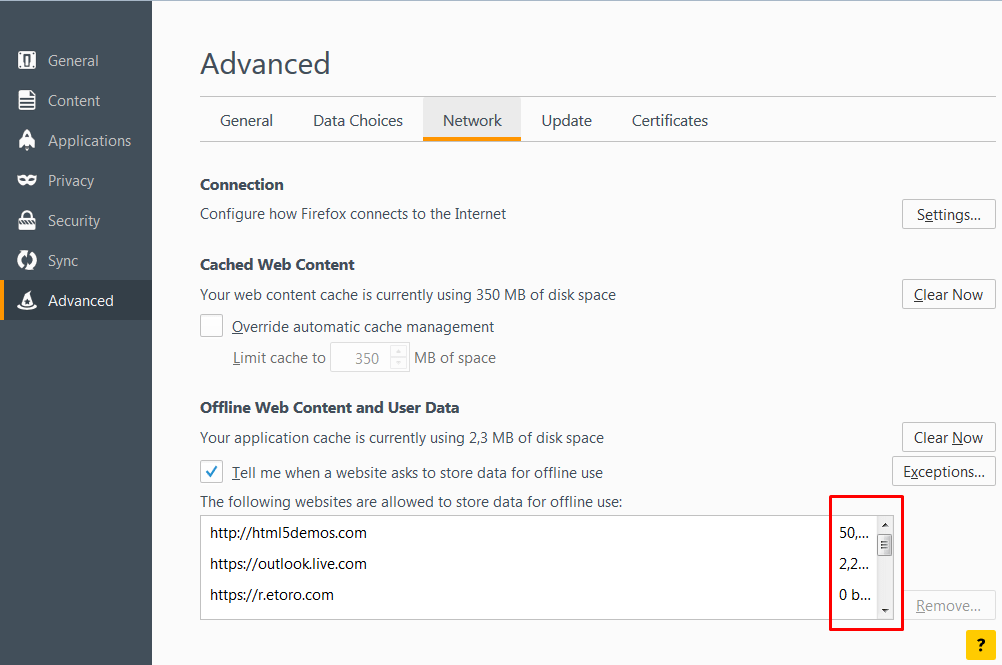 General
Content
Applications
Privacy
Security
Sync
Advanced
Advanced
General Data Choices Network Update Certificates
Connection
Configure how Firefox connects to the Internet
Settings...
Cached Web Content
Your web content cache is currently using 350 MB of disk space
Clear Now
Override automatic cache management
Limit cache to 350 MB of space
Offline Web Content and User Data
Your application cache is currently using 2,3 MB of disk space
Clear Now
Tell me when a website asks to store data for offline use
Exceptions...
The following websites are allowed to store data for offline use:
http://html5demos.com 50,...
https://outlook.live.com 2,2...
https://r.etoro.com 0 b...
Remove...
?